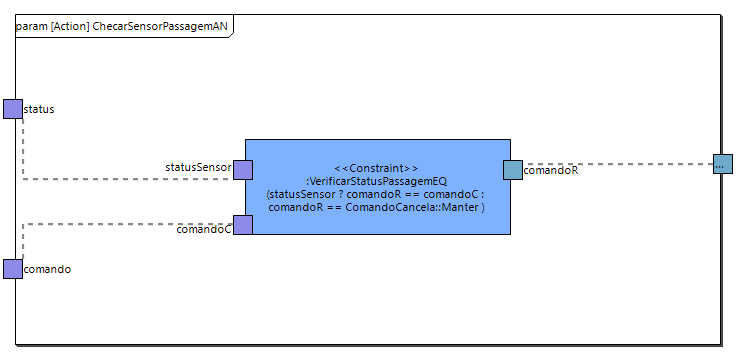 param [Action] ChecarSensorPassagemAN
status
statusSensor
<<Constraint>>
:VerificarStatusPassagemEQ
(statusSensor ? comandoR == comandoC :
comandoR == ComandoCancela::Manter )
comandoR
...
comandoC
comando